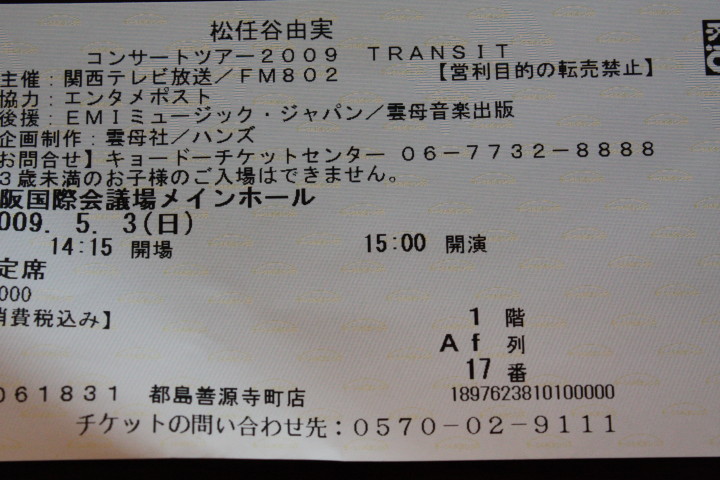 松任谷由実
コンサートツアー2009 TRANSIT
主催:関西テレビ放送/FM802 【営利目的の転売禁止】
協力:エンタメポスト
後援:EMIミュージック・ジャパン/雲母音楽出版
企画制作:雲母社/ハンズ
お問合せ】キョードーチケットセンター 06-7732-8888
3歳未満のお子様のご入場はできません。
阪国際会議場メインホール
009. 5. 3(日)
14:15 開場 15:00 開演
定席
000
消費税込み】
1 階
Af 列
17 番
061831 都島善源寺町店 1897623810100000
チケットの問い合わせ先:0570-02-9111